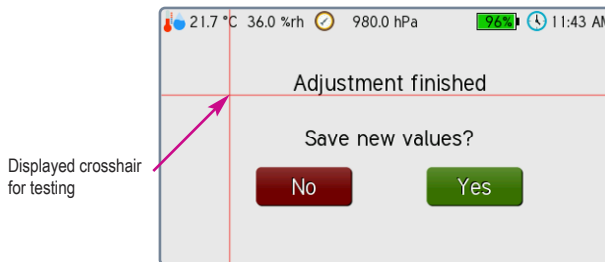 21.7 °C 36.0 %rh 980.0 hPa 96% 11:43 AM
Adjustment finished
Save new values?
Displayed crosshair
for testing
No Yes